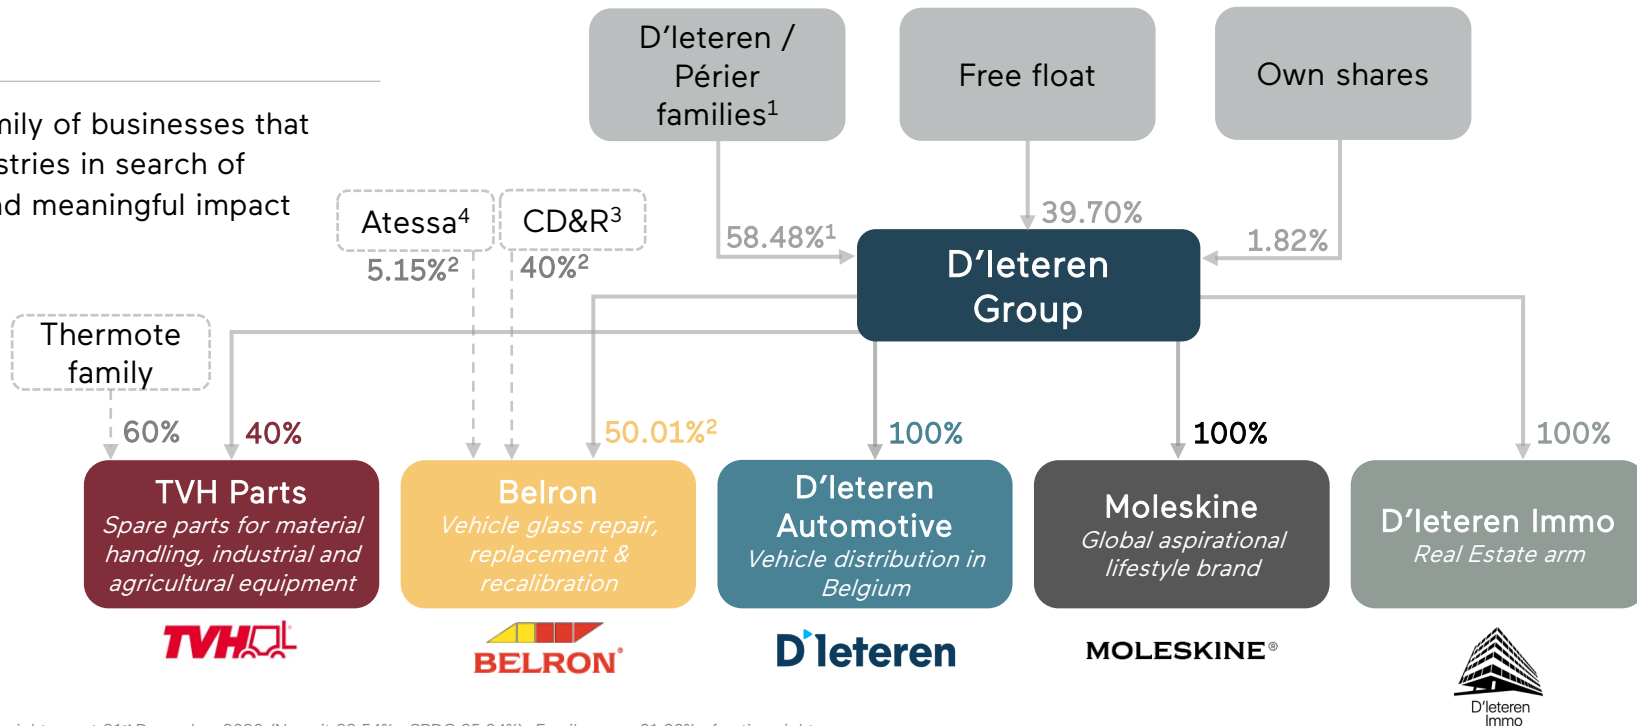 D'Ieteren /
Périer
families¹
Free float
Own shares
mily of businesses that
stries in search of
nd meaningful impact
Atessa⁴
CD&R³
5.15%²
40%²
58.48%¹
39.70%
1.82%
D'Ieteren
Group
Thermote
family
60%
40%
50.01%²
100%
100%
100%
TVH Parts
Spare parts for material
handling, industrial and
agricultural equipment
Belron
Vehicle glass repair,
replacement &
recalibration
D'Ieteren
Automotive
Vehicle distribution in
Belgium
Moleskine
Global aspirational
lifestyle brand
D'Ieteren Immo
Real Estate arm
TVH
BELRON®
D'Ieteren
MOLESKINE®
D'Ieteren
Immo